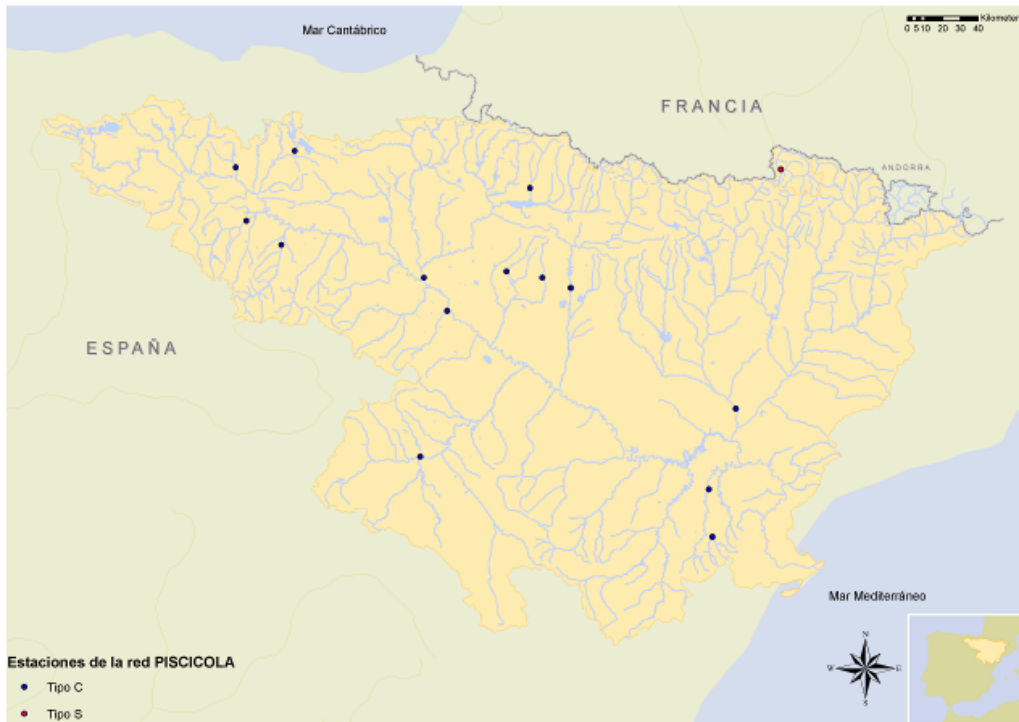 Mar Cantábrico
Kilometers
0 5 10 20 30 40
FRANCIA
ANDORRA
ESPAÑA
Mar Mediterráneo
N
W E
S
Estaciones de la red PISCICOLA
Tipo C
Tipo S